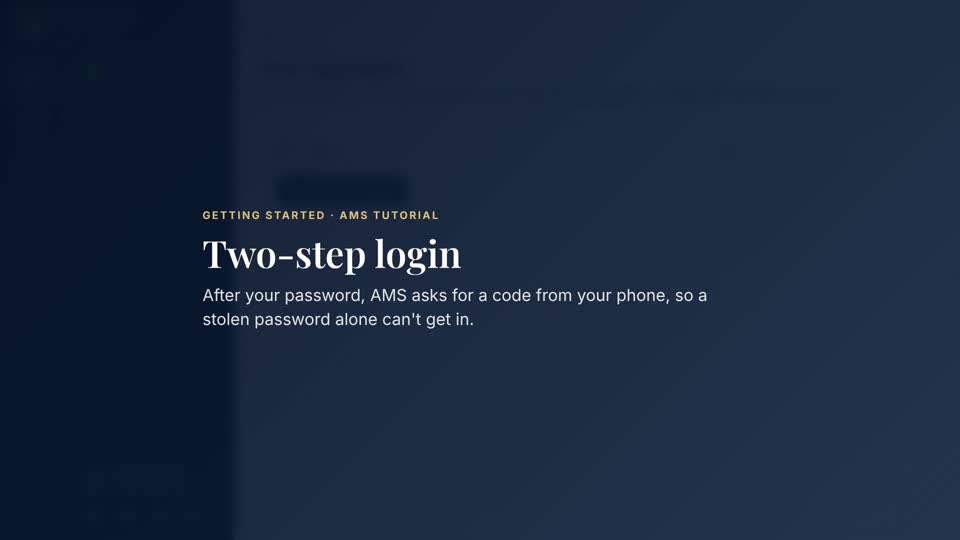 GETTING STARTED · AMS TUTORIAL
Two-step login
After your password, AMS asks for a code from your phone, so a
stolen password alone can't get in.